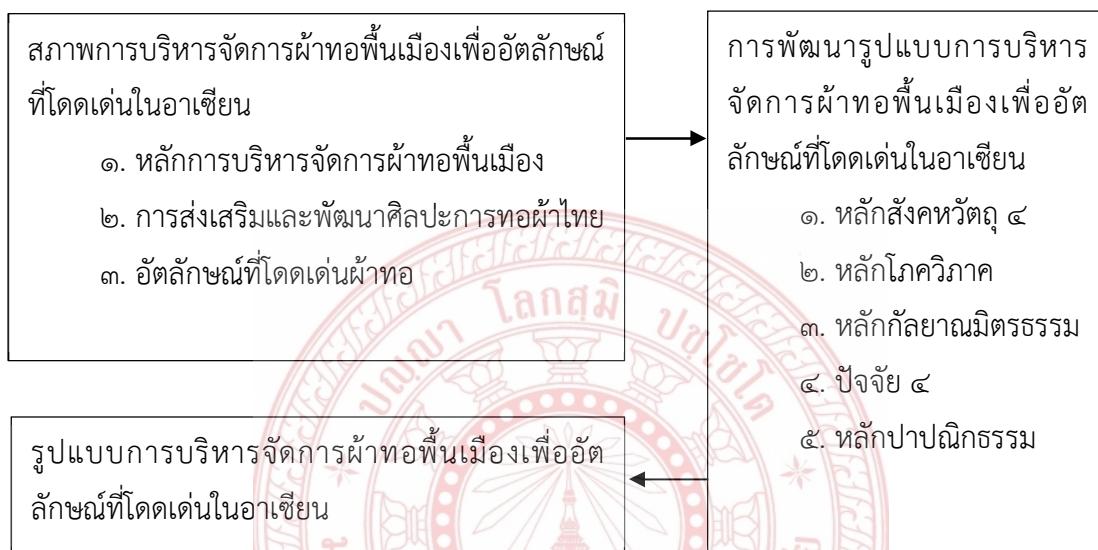 สภาพการบริหารจัดการผ้าทอพื้นเมืองเพื่ออัตลักษณ์
ที่โดดเด่นในอาเซียน
๑. หลักการบริหารจัดการผ้าทอพื้นเมือง
๒. การส่งเสริมและพัฒนาศิลปะการทอผ้าไทย
๓. อัตลักษณ์ที่โดดเด่นผ้าทอ
การพัฒนารูปแบบการบริหาร
จัดการผ้าทอพื้นเมืองเพื่ออัต
ลักษณ์ที่โดดเด่นในอาเซียน
๑. หลักสังคหวัตถุ ๔
๒. หลักโภควิภาค
๓. หลักกัลยาณมิตรธรรม
๔. ปัจจัย ๔
๕. หลักปาปณิกธรรม
รูปแบบการบริหารจัดการผ้าทอพื้นเมืองเพื่ออัต
ลักษณ์ที่โดดเด่นในอาเซียน
ปญฺญา โลกสฺมิ ปชฺโชโต